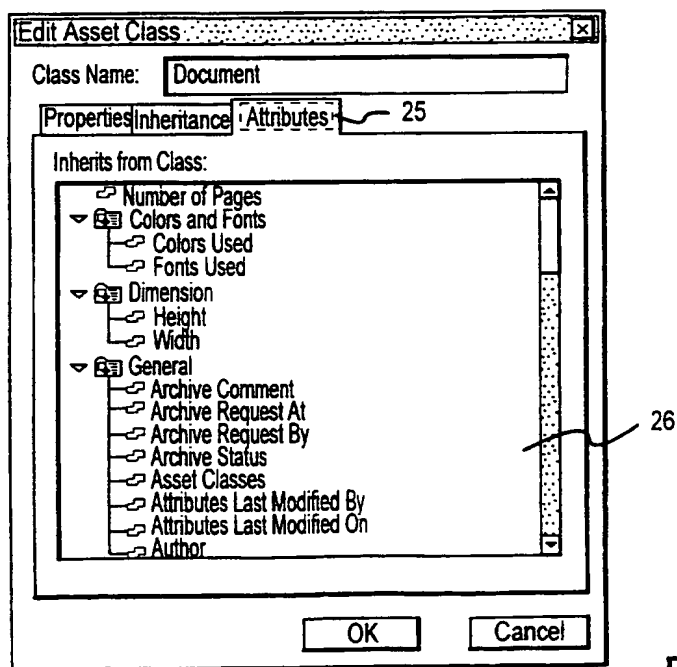 Edit Asset Class
Class Name: Document
Properties Inheritance Attributes 25
Inherits from Class:
Number of Pages
Colors and Fonts
Colors Used
Fonts Used
Dimension
Height
Width
General
Archive Comment
Archive Request At
Archive Request By
Archive Status
Asset Classes
Attributes Last Modified By
Attributes Last Modified On
Author
26
OK Cancel